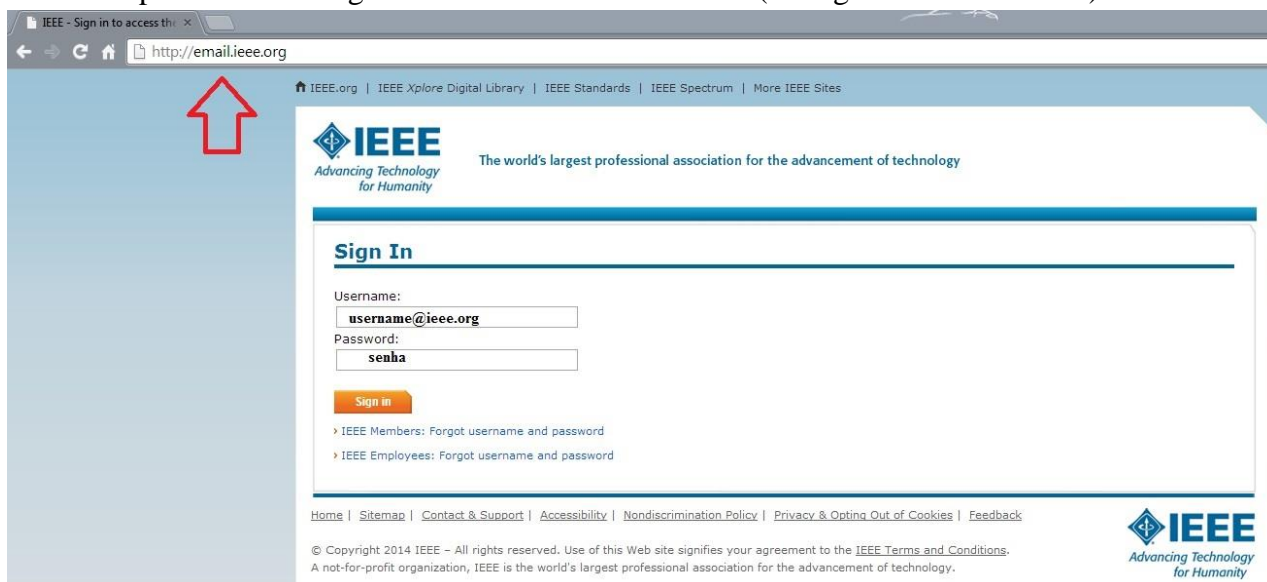 IEEE - Sign in to access the
http://email.ieee.org
IEEE.org | IEEE Xplore Digital Library | IEEE Standards | IEEE Spectrum | More IEEE Sites
IEEE
Advancing Technology
for Humanity
The world's largest professional association for the advancement of technology
Sign In
Username:
username@ieee.org
Password:
senha
Sign in
IEEE Members: Forgot username and password
IEEE Employees: Forgot username and password
Home | Sitemap | Contact & Support | Accessibility | Nondiscrimination Policy | Privacy & Opting Out of Cookies | Feedback
© Copyright 2014 IEEE – All rights reserved. Use of this Web site signifies your agreement to the IEEE Terms and Conditions.
A not-for-profit organization, IEEE is the world's largest professional association for the advancement of technology.
IEEE
Advancing Technology
for Humanity